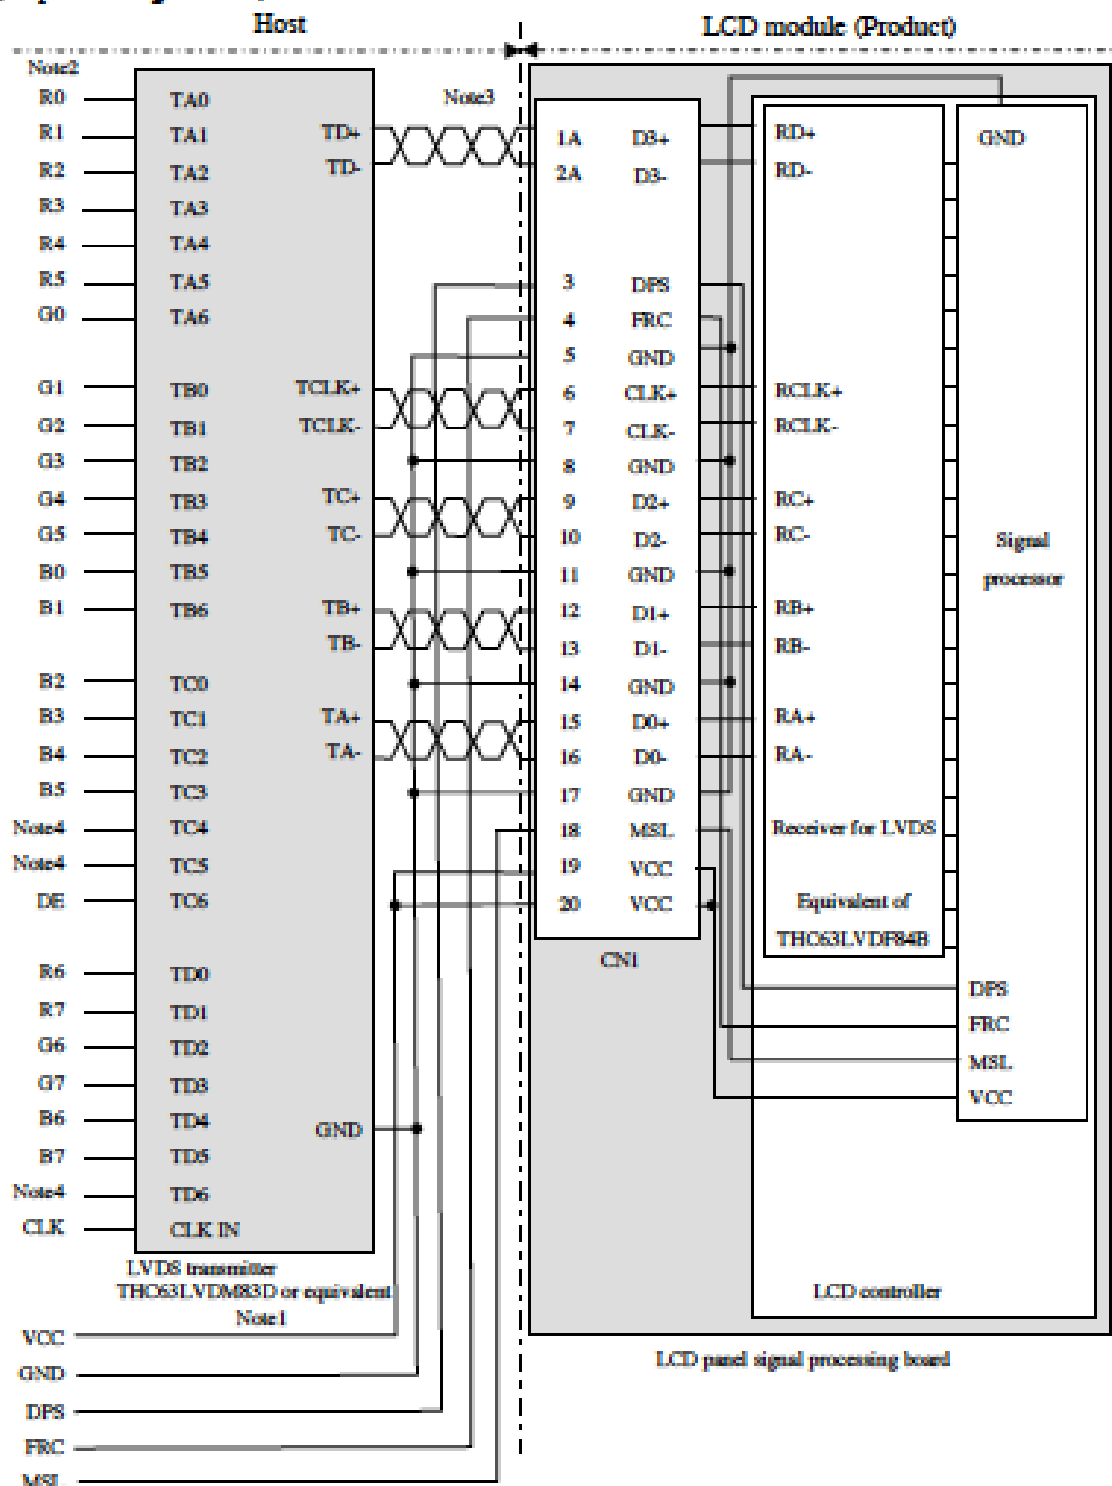 Host
LCD module (Product)
Note2
R0 TA0
Note3
R1 TA1 TD+ 1A D3+ RD+ GND
R2 TA2 TD- 2A D3- RD-
R3 TA3
R4 TA4
R5 TA5 3 DPS
G0 TA6 4 FRC
5 GND
G1 TB0 TCLK+ 6 CLK+ RCLK+
G2 TB1 TCLK- 7 CLK- RCLK-
G3 TB2 8 GND
G4 TB3 TC+ 9 D2+ RC+
G5 TB4 TC- 10 D2- RC-
Signal
B0 TB5 11 GND
processor
B1 TB6 TB+ 12 D1+ RB+
TB- 13 D1- RB-
B2 TC0 14 GND
B3 TC1 TA+ 15 D0+ RA+
B4 TC2 TA- 16 D0- RA-
B5 TC3 17 GND
Note4 TC4 18 MSL Receiver for LVDS
Note4 TC5 19 VCC
DE TC6 20 VCC Equivalent of
THC63LVDF84B
CN1
R6 TD0
DPS
R7 TD1
FRC
G6 TD2
MSL
G7 TD3
VCC
B6 TD4 GND
B7 TD5
Note4 TD6
CLK CLK IN
LVDS transmitter
THC63LVDM83D or equivalent
LCD controller
Note1
VCC
LCD panel signal processing board
GND
DPS
FRC
MSL